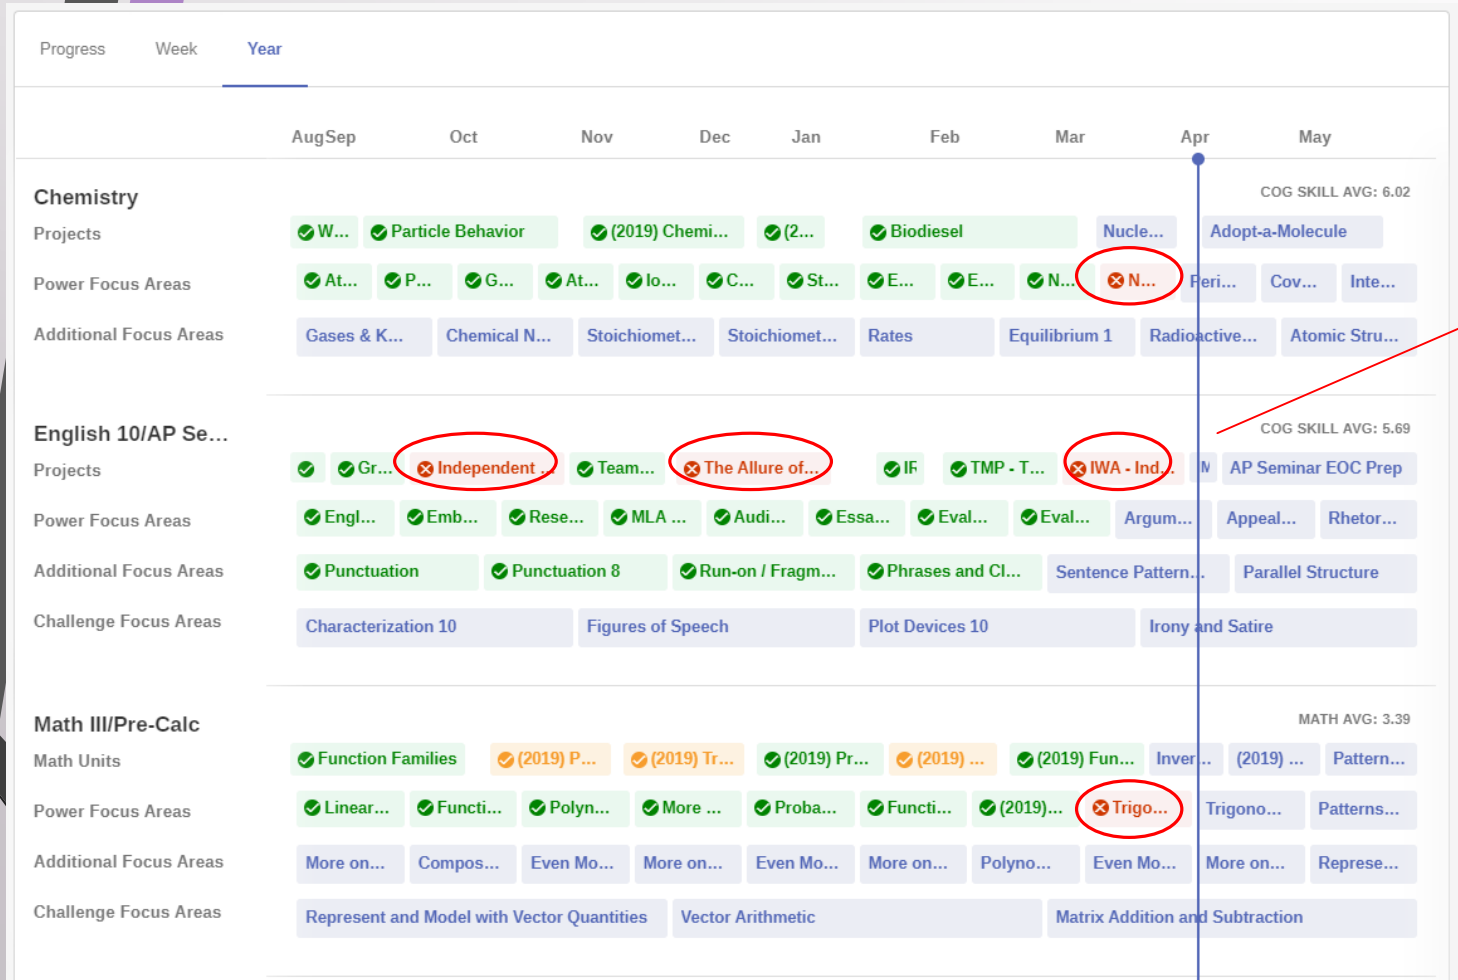 Progress Week Year
AugSep Oct Nov Dec Jan Feb Mar Apr May
Chemistry COG SKILL AVG: 6.02
Projects W... Particle Behavior (2019) Chemi... (2... Biodiesel Nucle... Adopt-a-Molecule
Power Focus Areas At... P... G... At... Io... C... St... E... E... N... N... Peri... Cov... Inte...
Additional Focus Areas Gases & K... Chemical N... Stoichiomet... Stoichiomet... Rates Equilibrium 1 Radioactive... Atomic Stru...
English 10/AP Se... COG SKILL AVG: 5.69
Projects Gr... Independent ... Team... The Allure of... IR TMP - T... IWA - Ind... M AP Seminar EOC Prep
Power Focus Areas Engl... Emb... Rese... MLA ... Audi... Essa... Eval... Eval... Argum... Appeal... Rhetor...
Additional Focus Areas Punctuation Punctuation 8 Run-on / Fragm... Phrases and Cl... Sentence Pattern... Parallel Structure
Challenge Focus Areas Characterization 10 Figures of Speech Plot Devices 10 Irony and Satire
Math III/Pre-Calc MATH AVG: 3.39
Math Units Function Families (2019) P... (2019) Tr... (2019) Pr... (2019) ... (2019) Fun... Inver... (2019) ... Pattern...
Power Focus Areas Linear... Functi... Polyn... More ... Proba... Functi... (2019)... Trigo... Trigono... Patterns...
Additional Focus Areas More on... Compos... Even Mo... More on... Even Mo... More on... Polyno... Even Mo... More on... Represe...
Challenge Focus Areas Represent and Model with Vector Quantities Vector Arithmetic Matrix Addition and Subtraction